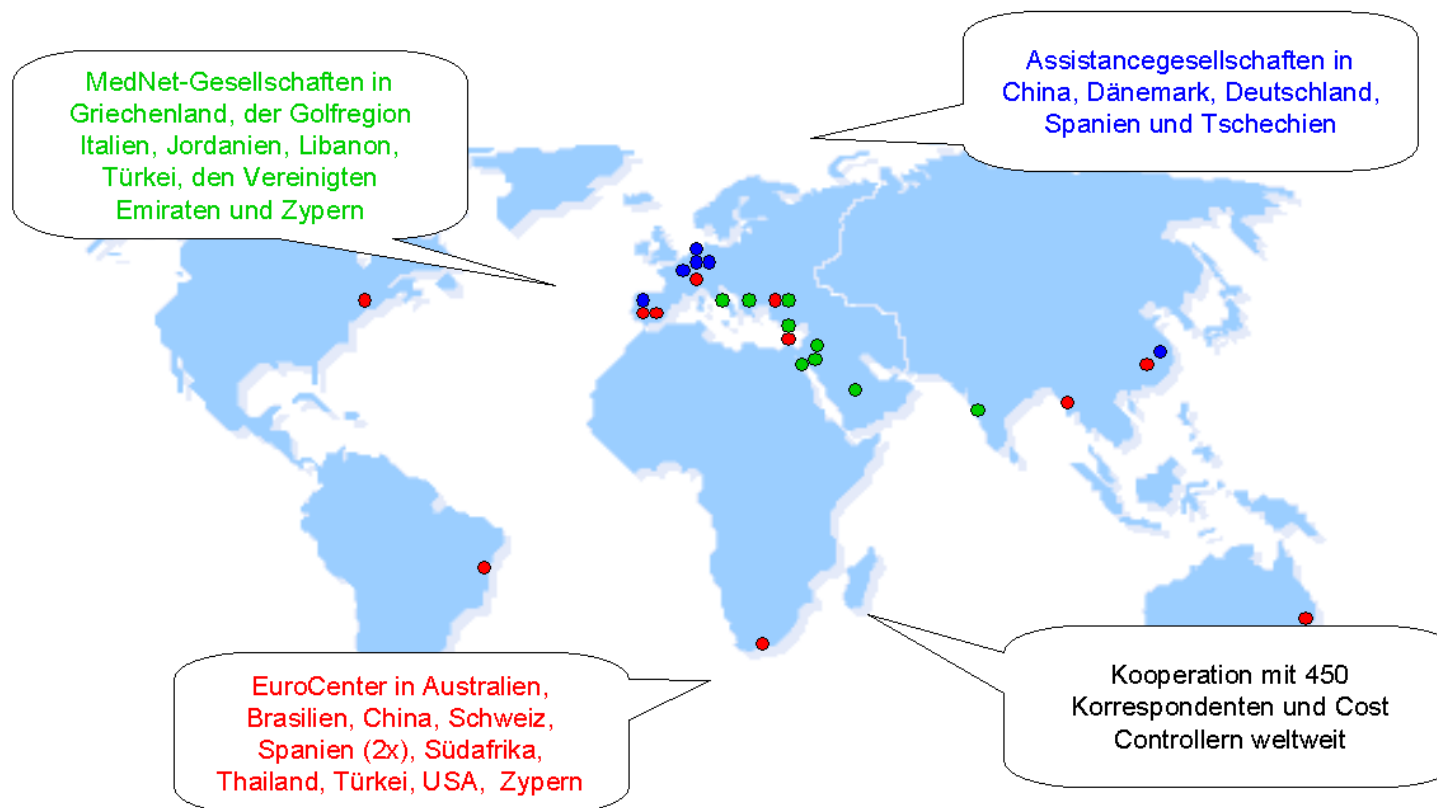 MedNet-Gesellschaften in
Griechenland, der Golfregion
Italien, Jordanien, Libanon,
Türkei, den Vereinigten
Emiraten und Zypern
Assistancegesellschaften in
China, Dänemark, Deutschland,
Spanien und Tschechien
EuroCenter in Australien,
Brasilien, China, Schweiz,
Spanien (2x), Südafrika,
Thailand, Türkei, USA,  Zypern
Kooperation mit 450
Korrespondenten und Cost
Controllern weltweit